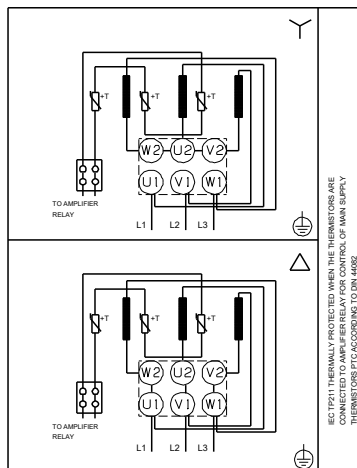 +T
+T
+T
W2 U2 V2
U1 V1 W1
TO AMPLIFIER
RELAY
L1 L2 L3
+T
+T
+T
W2 U2 V2
U1 V1 W1
TO AMPLIFIER
RELAY
L1 L2 L3
IEC TP211 THERMALLY PROTECTED WHEN THE THERMISTORS ARE
CONNECTED TO AMPLIFIER RELAY FOR CONTROL OF MAIN SUPPLY
THERMISTORS PTC ACCORDING TO DIN 44082